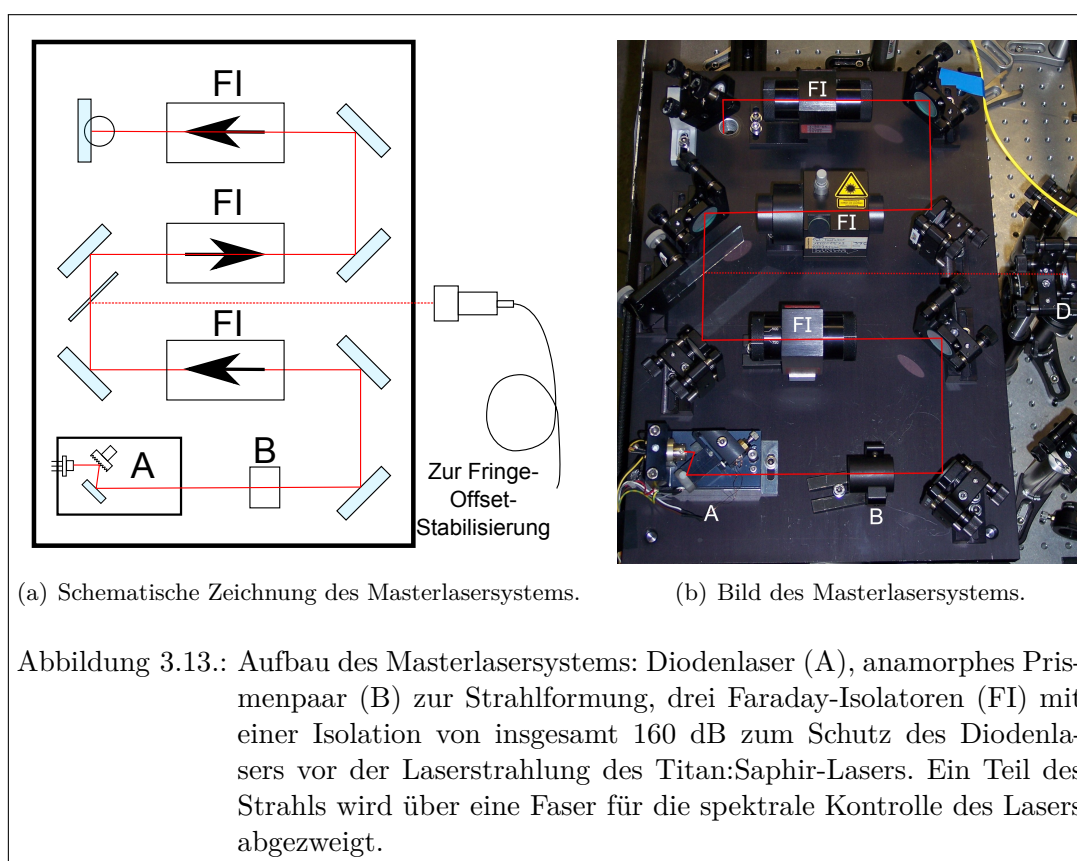 FI
FI
FI
A
B
Zur Fringe-
Offset-
Stabilisierung
FI
FI
FI
D
A
B
(a) Schematische Zeichnung des Masterlasersystems.
(b) Bild des Masterlasersystems.
Abbildung 3.13.: Aufbau des Masterlasersystems: Diodenlaser (A), anamorphes Pris-
menpaar (B) zur Strahlformung, drei Faraday-Isolatoren (FI) mit
einer Isolation von insgesamt 160 dB zum Schutz des Diodenla-
sers vor der Laserstrahlung des Titan:Saphir-Lasers. Ein Teil des
Strahls wird über eine Faser für die spektrale Kontrolle des Lasers
abgezweigt.